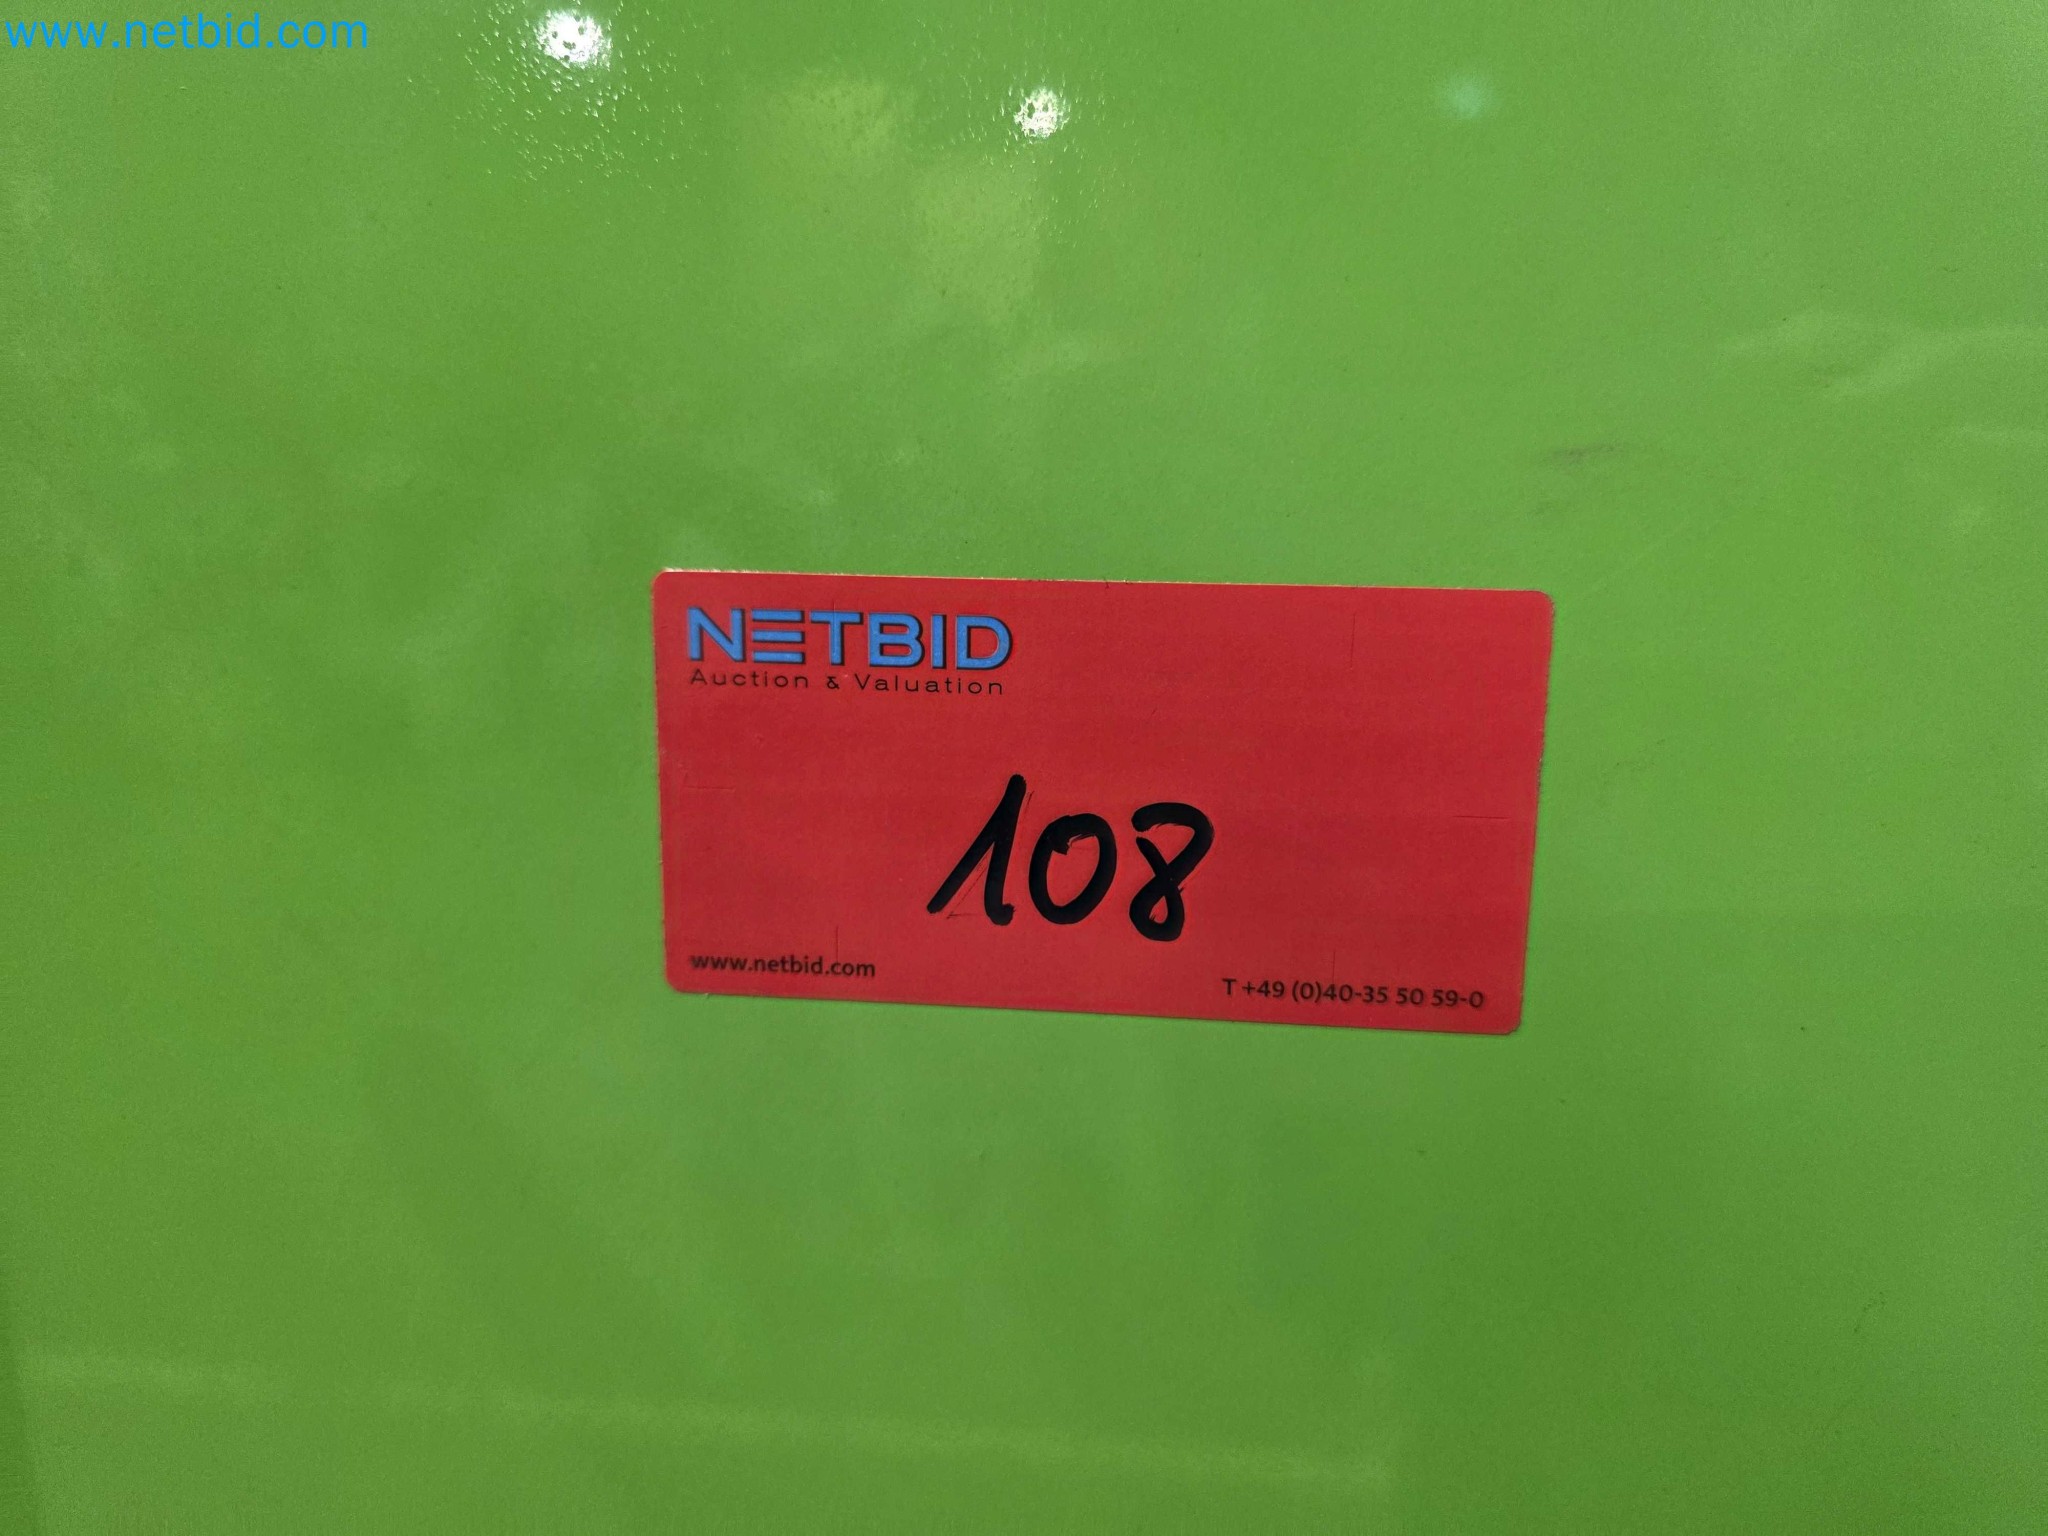 www.netbid.com
NETBID
Auction & Valuation
108
www.netbid.com
T +49 (0)40-35 50 59-0